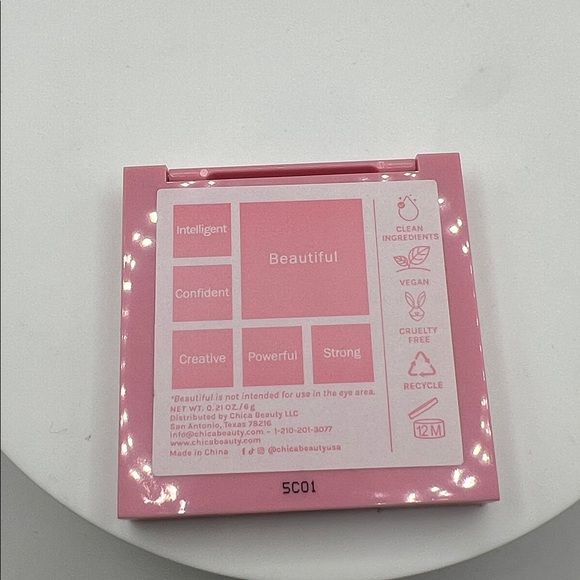 Intelligent
Beautiful
Confident
Creative
Powerful
Strong
*Beautiful is not intended for use in the eye area.
NET WT. 0.21 OZ./6 g
Distributed by Chica Beauty LLC
San Antonio, Texas 78216
info@chicabeauty.com - 1-210-201-3077
www.chicabeauty.com
Made in China @chicabeautyusa
CLEAN
INGREDIENTS
VEGAN
CRUELTY
FREE
RECYCLE
12M
5C01